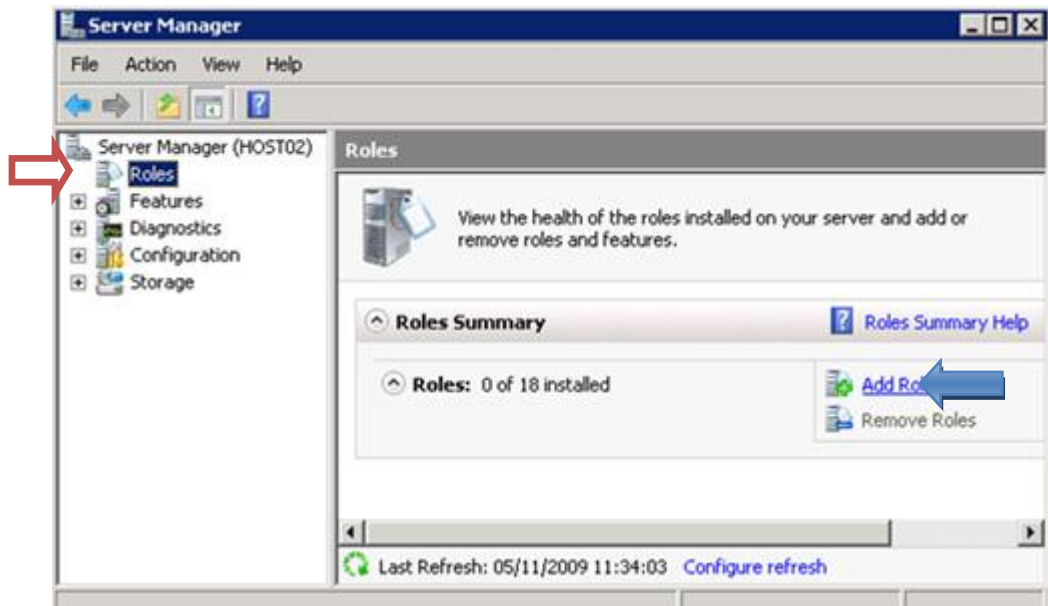 Server Manager
File Action View Help
Server Manager (HOST02)
Roles
Features
Diagnostics
Configuration
Storage
Roles
View the health of the roles installed on your server and add or
remove roles and features.
Roles Summary
Roles Summary Help
Roles: 0 of 18 installed
Add
Remove Roles
Last Refresh: 05/11/2009 11:34:03 Configure refresh